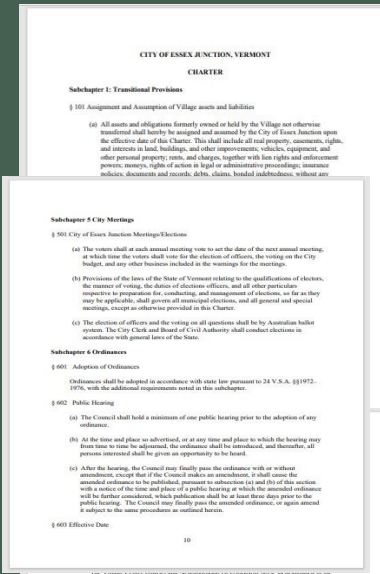 CITY OF ESSEX JUNCTION, VERMONT
CHARTER
Subchapter 1: Transitional Provisions
§ 101 Assignment and Assumption of Village assets and liabilities
(a) All assets and obligations formerly owned or held by the Village not otherwise
transferred shall hereby be assigned and assumed by the City of Essex Junction upon
the effective date of this Charter. This shall include all real property, easements, rights,
and interests in land, buildings, and other improvements; vehicles, equipment, and
other personal property; rents, and charges, together with lien rights and enforcement
powers; moneys, rights of action in legal or administrative proceedings; insurance
policies; documents and records; debts, claims, bonded indebtedness; without any
Subchapter 5 City Meetings
§ 501 City of Essex Junction Meetings/Elections
(a) The voters shall at each annual meeting vote to set the date of the next annual meeting,
at which time the voters shall vote for the election of officers, the voting on the City
budget, and any other business included in the warnings for the meetings.
(b) Provisions of the laws of the State of Vermont relating to the qualifications of electors,
the manner of voting, the duties of election officers, and all other particulars
respective to preparation for, conducting, and management of elections, so far as they
may be applicable, shall govern all municipal elections, and all general and special
meetings, except as otherwise provided in this Charter.
(c) The election of officers and the voting on all questions shall be by Australian ballot
system. The City Clerk and Board of Civil Authority shall conduct elections in
accordance with general laws of the State.
Subchapter 6 Ordinances
§ 601 Adoption of Ordinances
Ordinances shall be adopted in accordance with state law pursuant to 24 V.S.A. §§1972–
1976, with the additional requirements noted in this subchapter.
§ 602 Public Hearing
(a) The Council shall hold a minimum of one public hearing prior to the adoption of any
ordinance.
(b) At the time and place so advertised, or at any time and place to which the hearing may
from time to time be adjourned, the ordinance shall be introduced, and thereafter, all
persons interested shall be given an opportunity to be heard.
(c) After the hearing, the Council may finally pass the ordinance with or without
amendment, except that if the Council makes an amendment, it shall cause the
amended ordinance to be published, pursuant to subsection (a) and (b) of this section
with a notice of the time and place of a public hearing at which the amended ordinance
will be further considered, which publication shall be at least three days prior to the
public hearing. The Council may finally pass the amended ordinance, or again amend
it subject to the same procedures as outlined herein.
§ 603 Effective Date
10